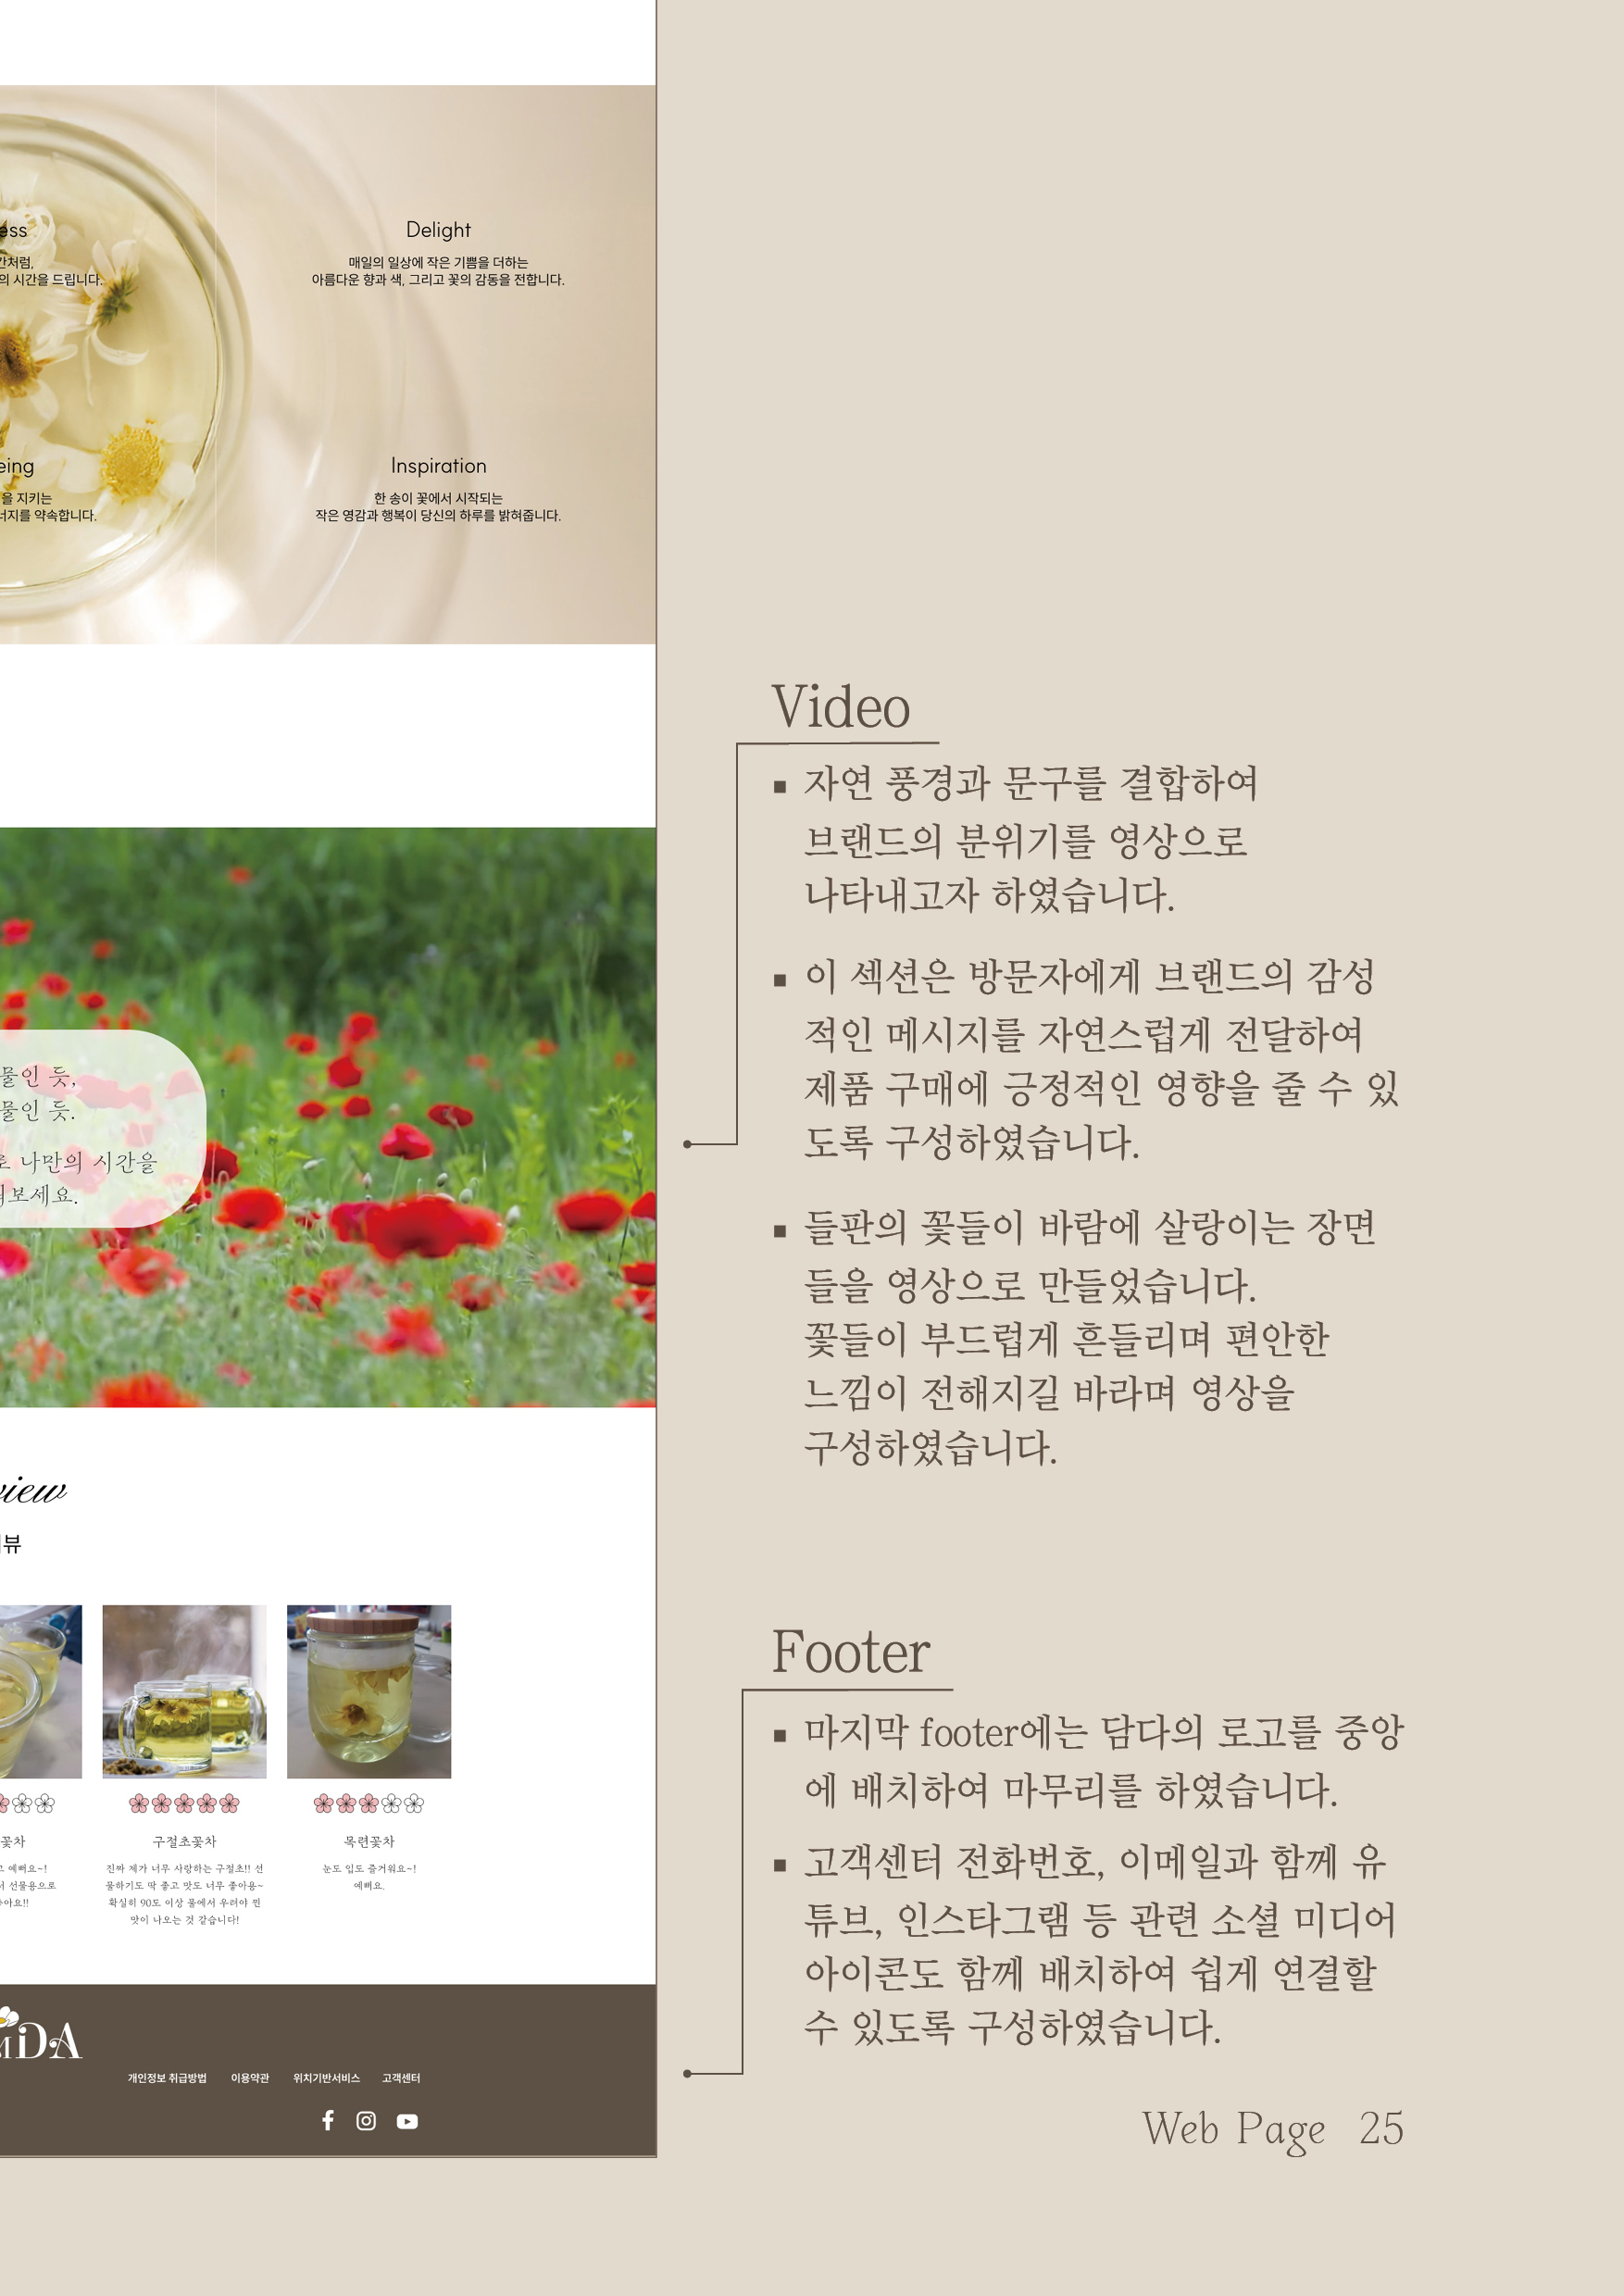 Delight
매일의 일상에 작은 기쁨을 더하는
아름다운 향과 색, 그리고 꽃의 감동을 전합니다.
ess
간처럼,
의 시간을 드립니다.
Inspiration
한 송이 꽃에서 시작되는
작은 영감과 행복이 당신의 하루를 밝혀줍니다.
eing
을 지키는
너지를 약속합니다.
물인 듯,
물인 듯.
로 나만의 시간을
보세요.
view
뷰
꽃차
고 예뻐요~!
서 선물용으로
아요!!
구절초꽃차
진짜 제가 너무 사랑하는 구절초!! 선
물하기도 딱 좋고 맛도 너무 좋아용~
확실히 90도 이상 물에서 우려야 찐
맛이 나오는 것 같습니다!
목련꽃차
눈도 입도 즐거워요~!
예뻐요.
MDA
개인정보 취급방법 이용약관 위치기반서비스 고객센터
Video
▪ 자연 풍경과 문구를 결합하여
브랜드의 분위기를 영상으로
나타내고자 하였습니다.
▪ 이 섹션은 방문자에게 브랜드의 감성
적인 메시지를 자연스럽게 전달하여
제품 구매에 긍정적인 영향을 줄 수 있
도록 구성하였습니다.
▪ 들판의 꽃들이 바람에 살랑이는 장면
들을 영상으로 만들었습니다.
꽃들이 부드럽게 흔들리며 편안한
느낌이 전해지길 바라며 영상을
구성하였습니다.
Footer
▪ 마지막 footer에는 담다의 로고를 중앙
에 배치하여 마무리를 하였습니다.
▪ 고객센터 전화번호, 이메일과 함께 유
튜브, 인스타그램 등 관련 소셜 미디어
아이콘도 함께 배치하여 쉽게 연결할
수 있도록 구성하였습니다.
Web Page 25